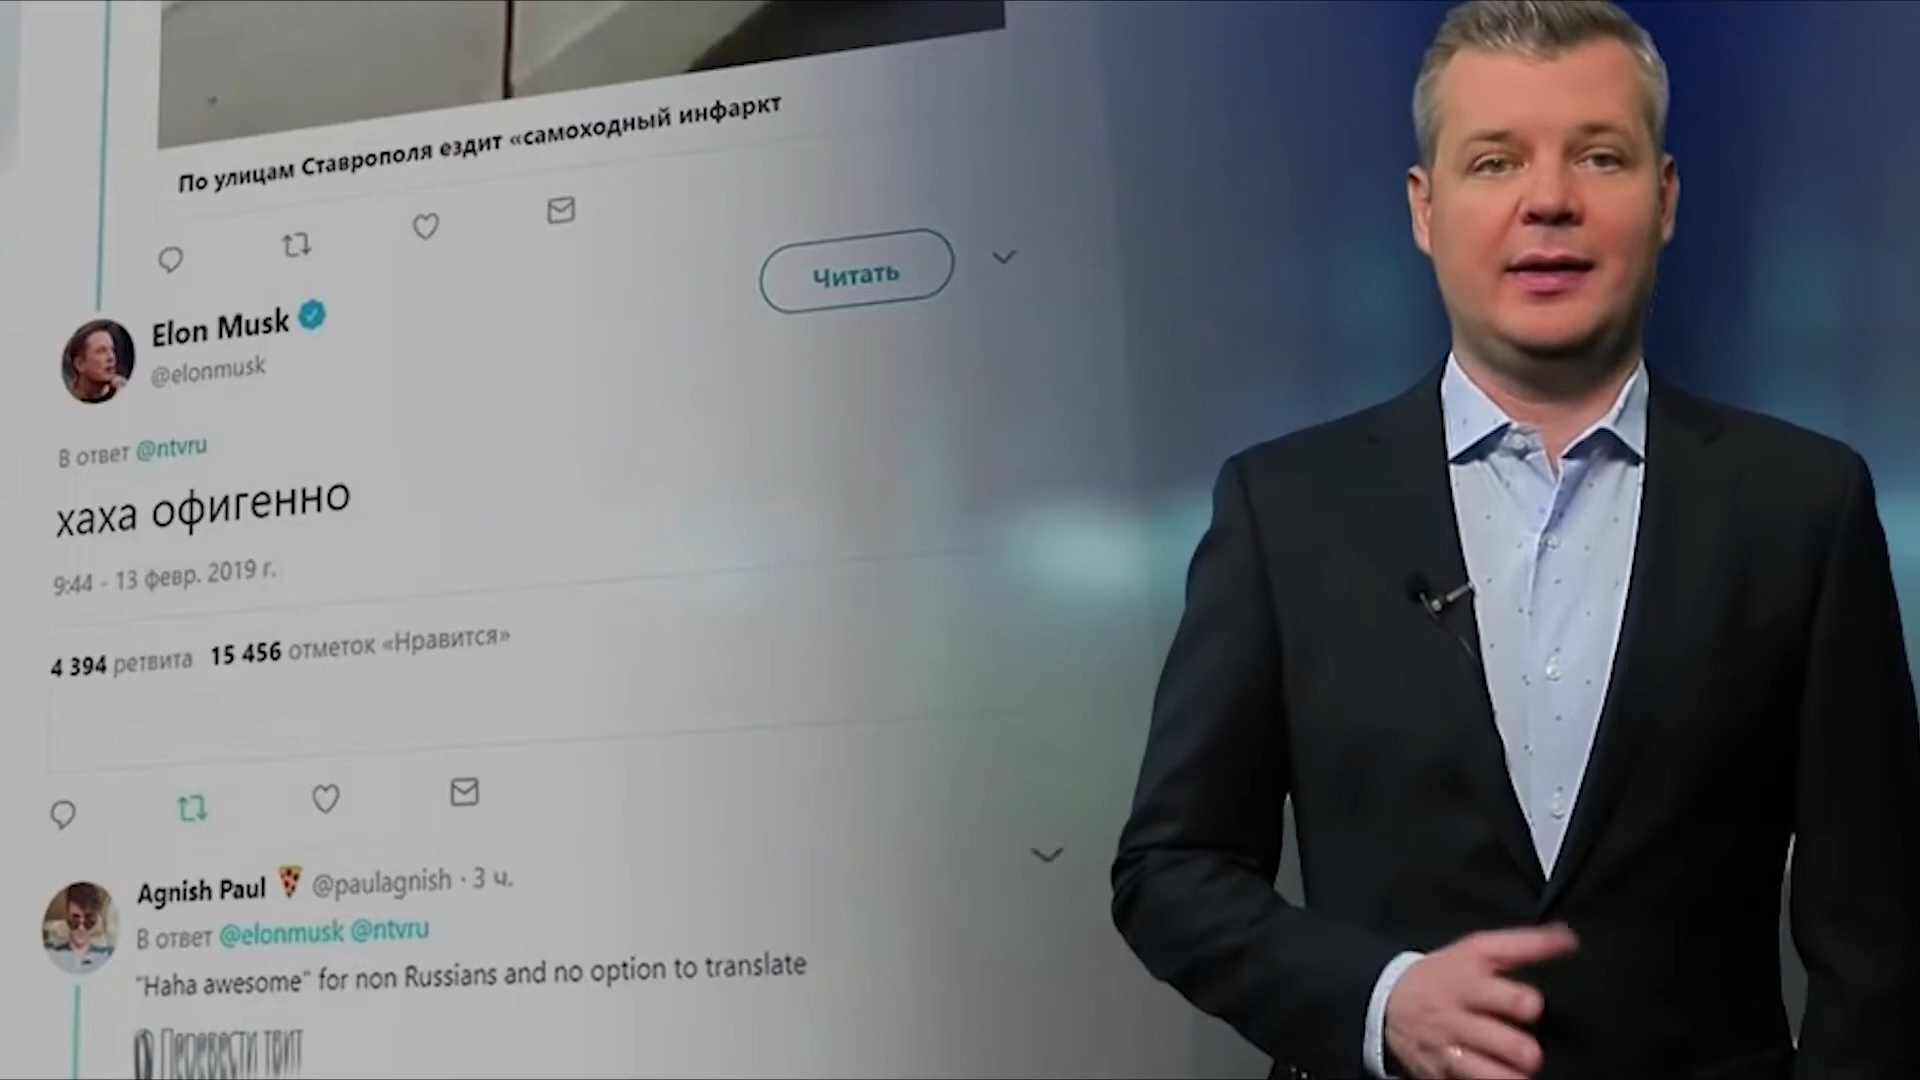 По улицам Ставрополя ездит «самоходный инфаркт
Читать
Elon Musk
@elonmusk
В ответ @ntvru
хаха офигенно
9:44 - 13 февр. 2019 г.
4 394 ретвита 15 456 отметок «Нравится»
Agnish Paul @paulagnish · 3 ч.
В ответ @elonmusk @ntvru
"Haha awesome" for non Russians and no option to translate
Перевести твит